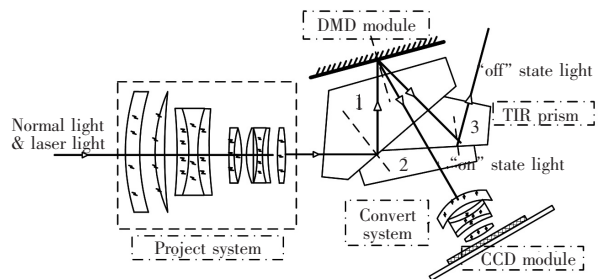 DMD module
"off" state light
1
TIR prism
3
Normal light
& laser light
2
"on" state light
Convert
system
Project system
CCD module